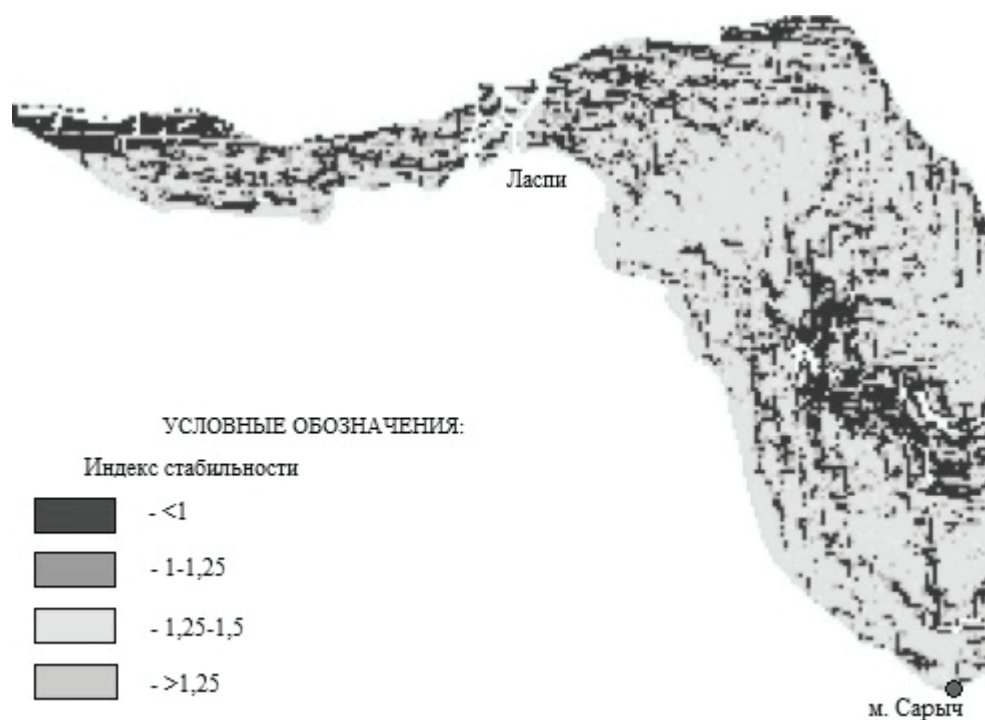 Ласпи
УСЛОВНЫЕ ОБОЗНАЧЕНИЯ:
Индекс стабильности
- <1
- 1-1,25
- 1,25-1,5
- >1,25
м. Сарыч